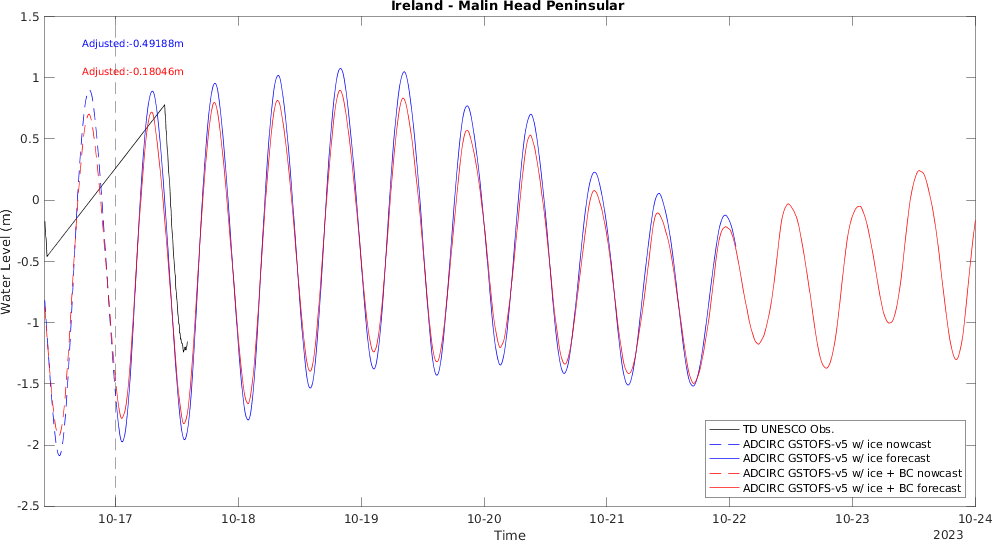 Ireland - Malin Head Peninsular
Adjusted:-0.49188m
Adjusted:-0.18046m
Water Level (m)
1.5
1
0.5
0
-0.5
-1
-1.5
-2
-2.5
TD UNESCO Obs.
ADCIRC GSTOFS-v5 w/ ice nowcast
ADCIRC GSTOFS-v5 w/ ice forecast
ADCIRC GSTOFS-v5 w/ ice + BC nowcast
ADCIRC GSTOFS-v5 w/ ice + BC forecast
10-17 10-18 10-19 10-20 10-21 10-22 10-23 10-24
Time
2023